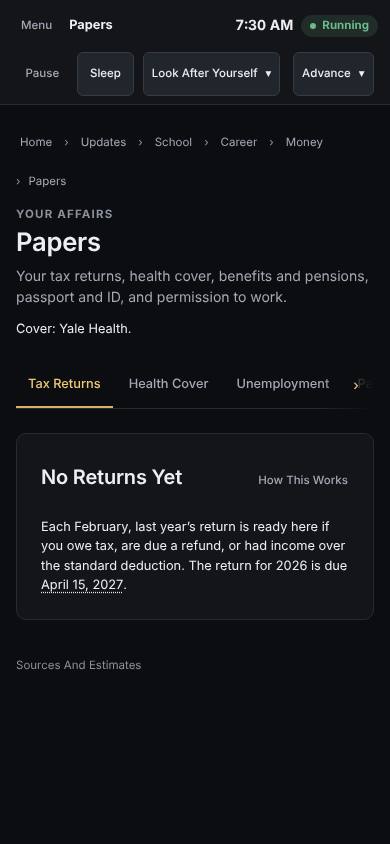 Menu Papers 7:30 AM Running
Pause Sleep Look After Yourself ▾ Advance ▾
Home › Updates › School › Career › Money
› Papers
YOUR AFFAIRS
Papers
Your tax returns, health cover, benefits and pensions,
passport and ID, and permission to work.
Cover: Yale Health.
Tax Returns Health Cover Unemployment ›
No Returns Yet How This Works
Each February, last year’s return is ready here if
you owe tax, are due a refund, or had income over
the standard deduction. The return for 2026 is due
April 15, 2027.
Sources And Estimates